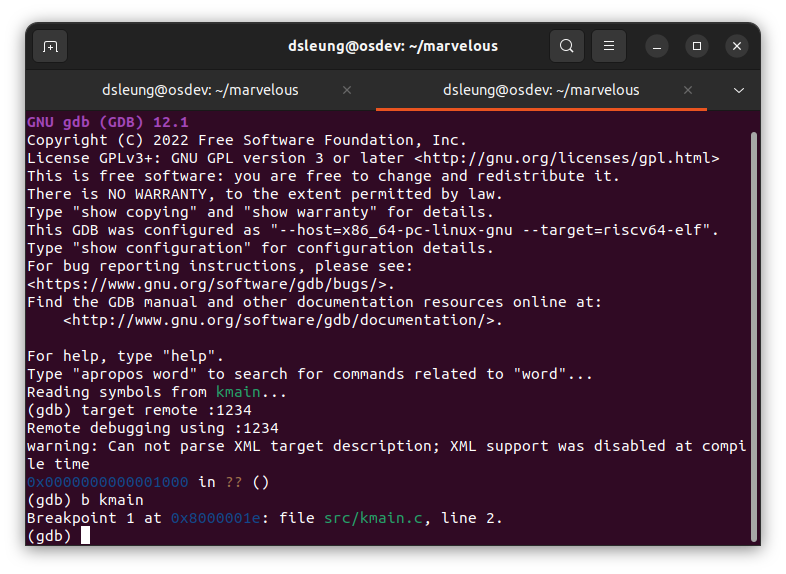 dsleung@osdev: ~/marvelous
dsleung@osdev: ~/marvelous
dsleung@osdev: ~/marvelous
GNU gdb (GDB) 12.1
Copyright (C) 2022 Free Software Foundation, Inc.
License GPLv3+: GNU GPL version 3 or later <http://gnu.org/licenses/gpl.html>
This is free software: you are free to change and redistribute it.
There is NO WARRANTY, to the extent permitted by law.
Type "show copying" and "show warranty" for details.
This GDB was configured as "--host=x86_64-pc-linux-gnu --target=riscv64-elf".
Type "show configuration" for configuration details.
For bug reporting instructions, please see:
<https://www.gnu.org/software/gdb/bugs/>.
Find the GDB manual and other documentation resources online at:
    <http://www.gnu.org/software/gdb/documentation/>.

For help, type "help".
Type "apropos word" to search for commands related to "word"...
Reading symbols from kmain...
(gdb) target remote :1234
Remote debugging using :1234
warning: Can not parse XML target description; XML support was disabled at compi
le time
0x0000000000001000 in ?? ()
(gdb) b kmain
Breakpoint 1 at 0x8000001e: file src/kmain.c, line 2.
(gdb)